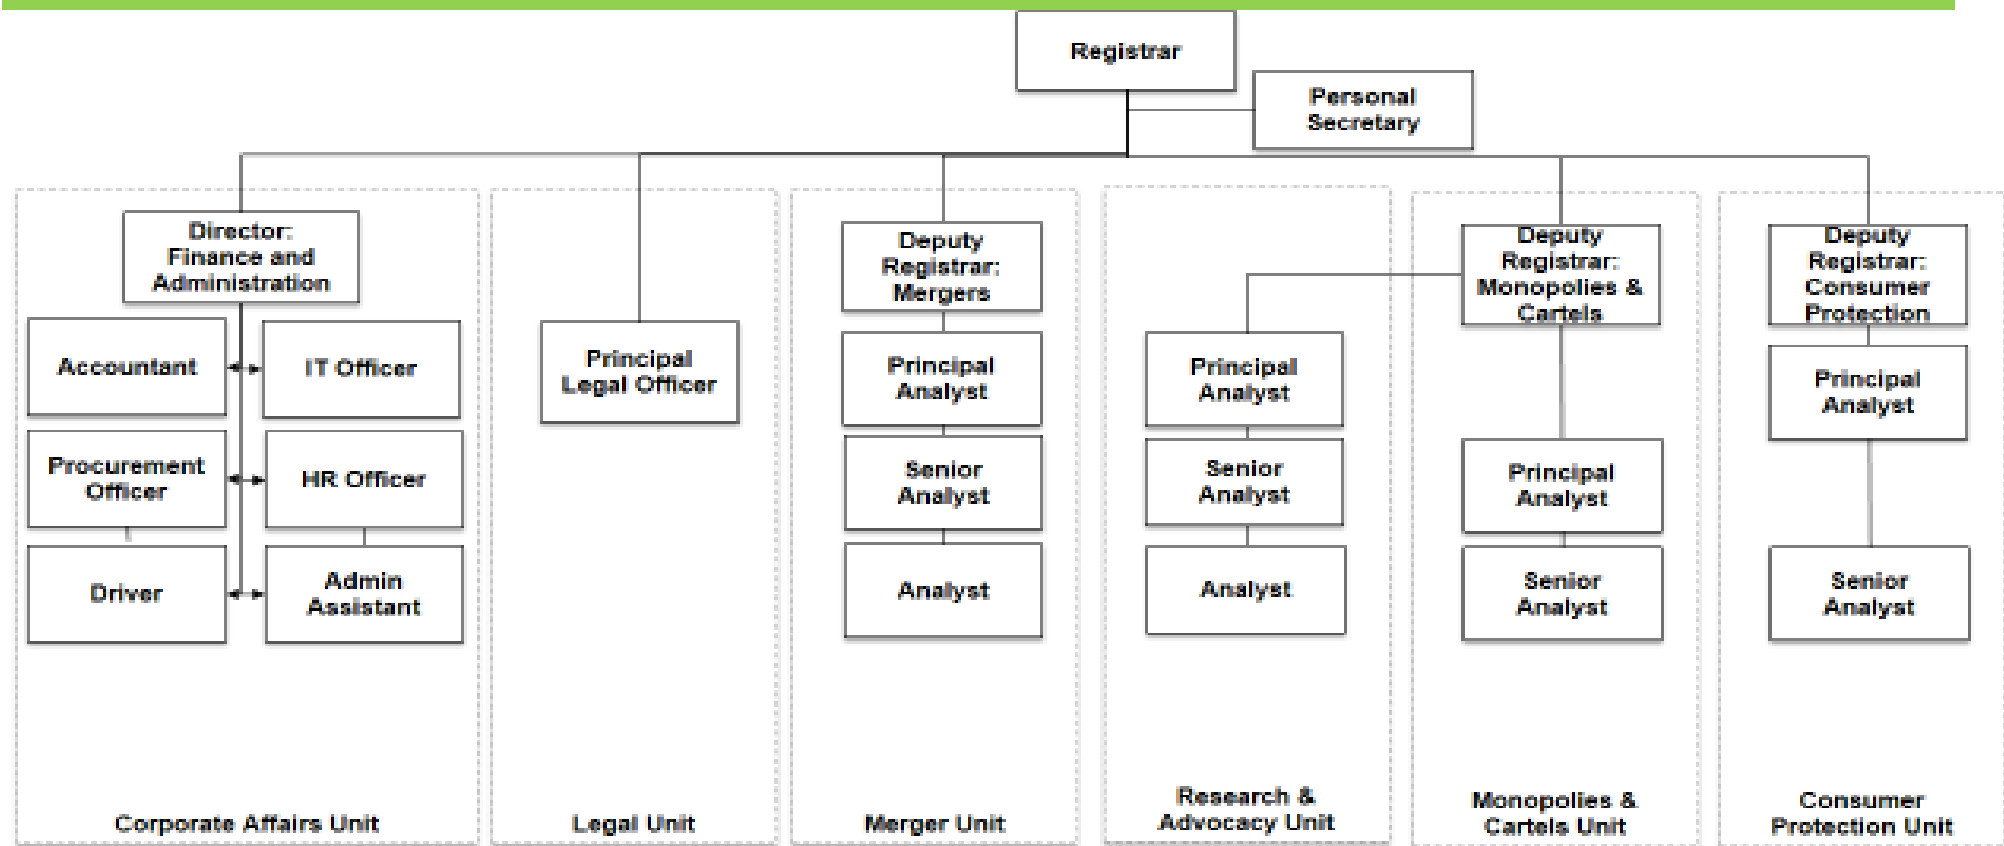 Registrar
Personal
Secretary
Director:
Finance and
Administration
Accountant
IT Officer
Procurement
Officer
HR Officer
Driver
Admin
Assistant
Corporate Affairs Unit
Principal
Legal Officer
Legal Unit
Deputy
Registrar:
Mergers
Principal
Analyst
Senior
Analyst
Analyst
Merger Unit
Principal
Analyst
Senior
Analyst
Analyst
Research &
Advocacy Unit
Deputy
Registrar:
Monopolies &
Cartels
Principal
Analyst
Senior
Analyst
Monopolies &
Cartels Unit
Deputy
Registrar:
Consumer
Protection
Principal
Analyst
Senior
Analyst
Consumer
Protection Unit